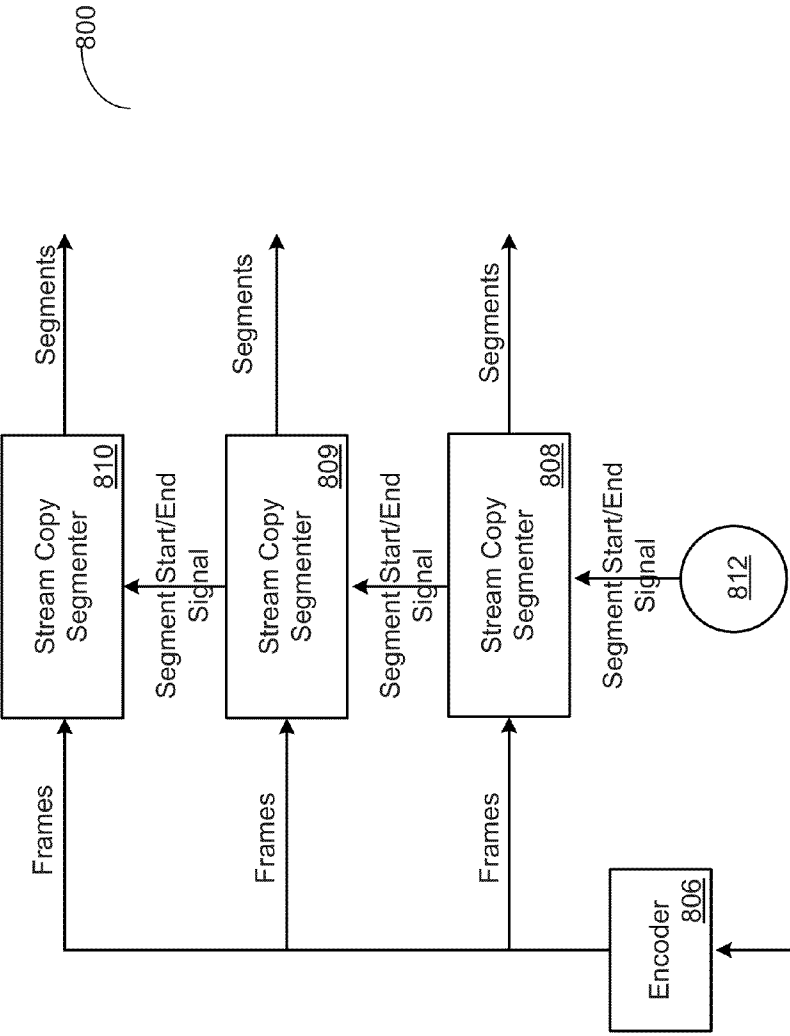 800
Segments
Segments
Segments
Stream Copy
Segmenter
810
Stream Copy
Segmenter
809
Stream Copy
Segmenter
808
Segment Start/End
Signal
Segment Start/End
Signal
Segment Start/End
Signal
812
Frames
Frames
Frames
Encoder
806